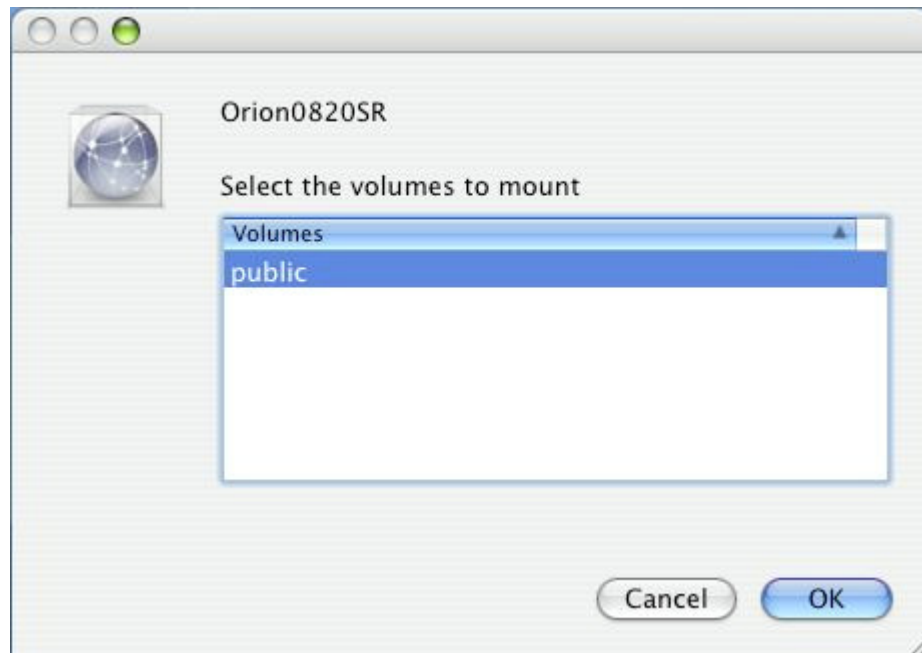 Orion0820SR
Select the volumes to mount
Volumes
public
Cancel
OK